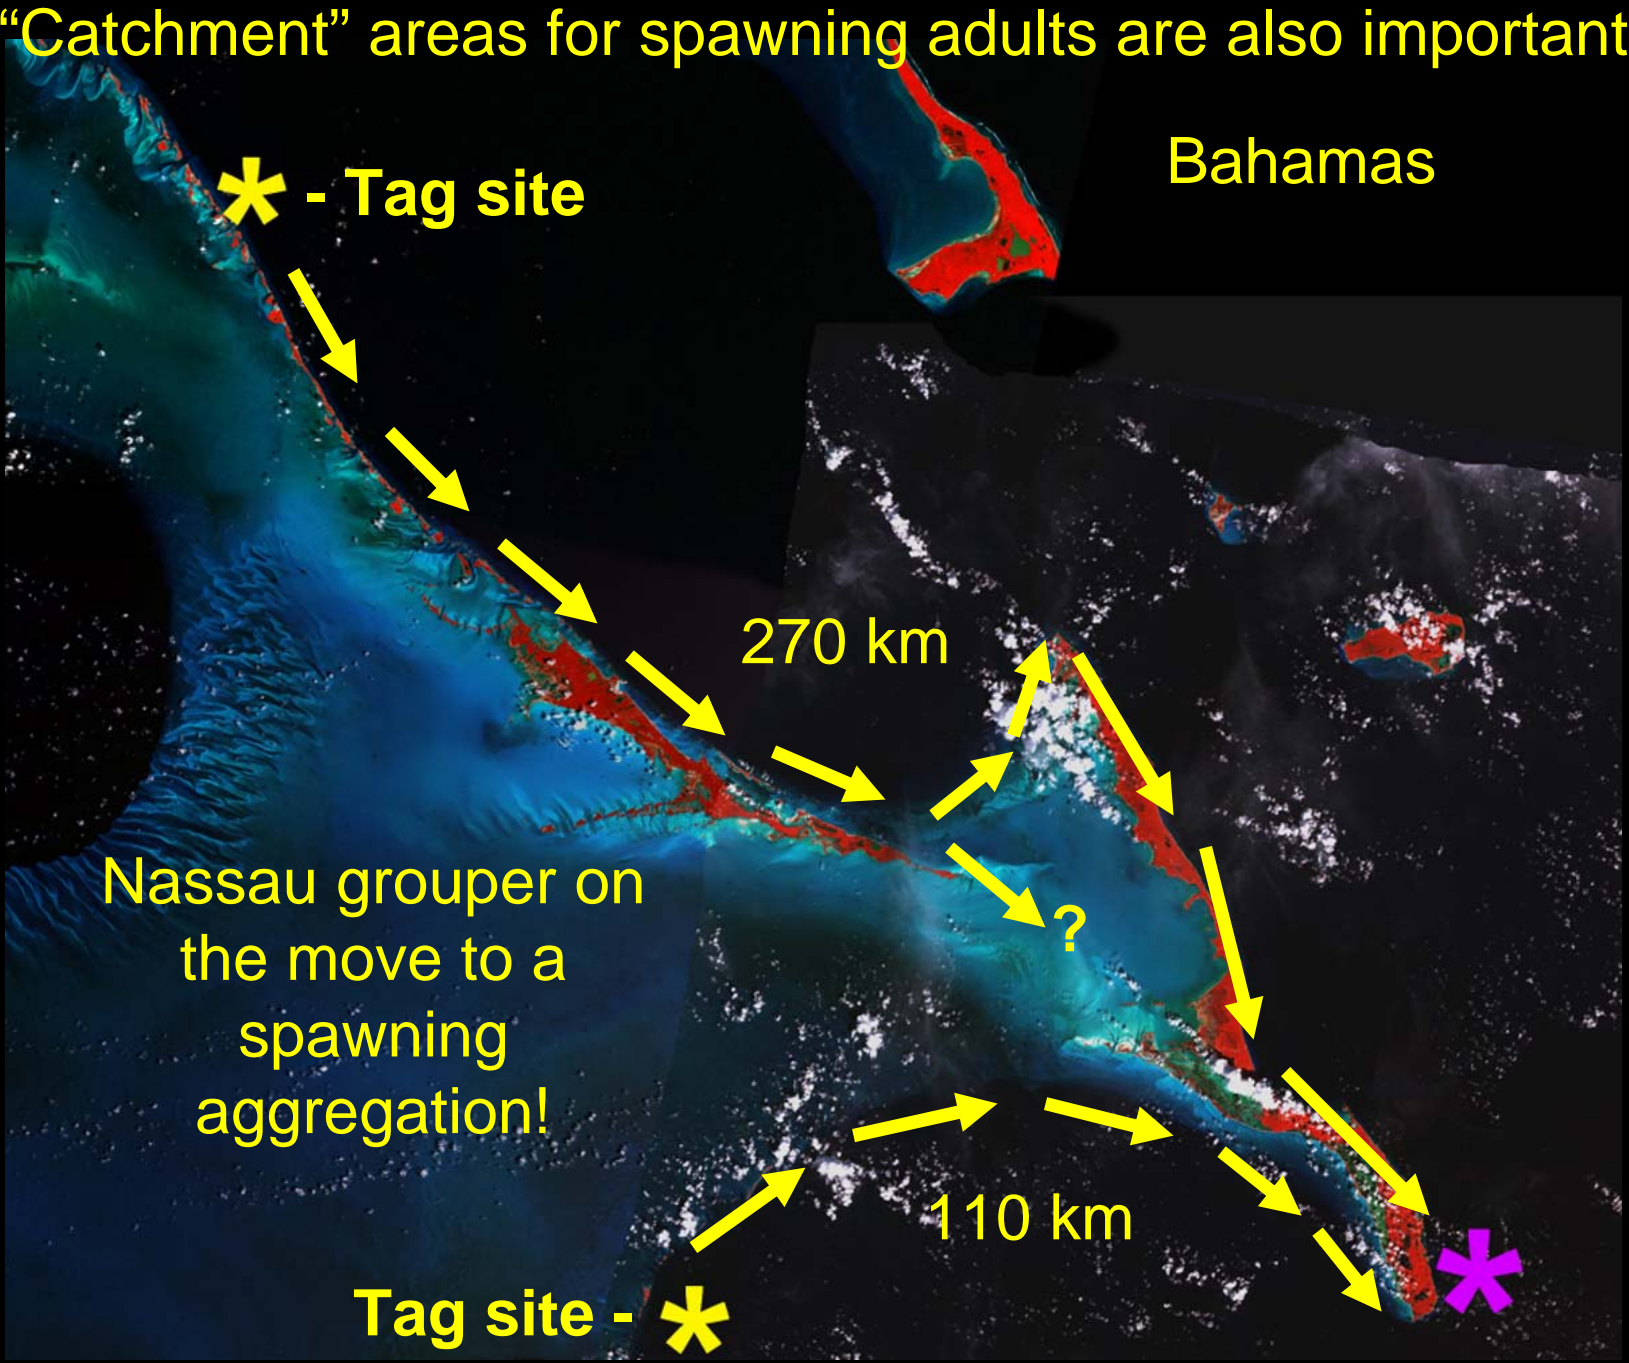 “Catchment” areas for spawning adults are also important
Bahamas
* - Tag site
270 km
?
Nassau grouper on
the move to a
spawning
aggregation!
110 km
*
Tag site - *